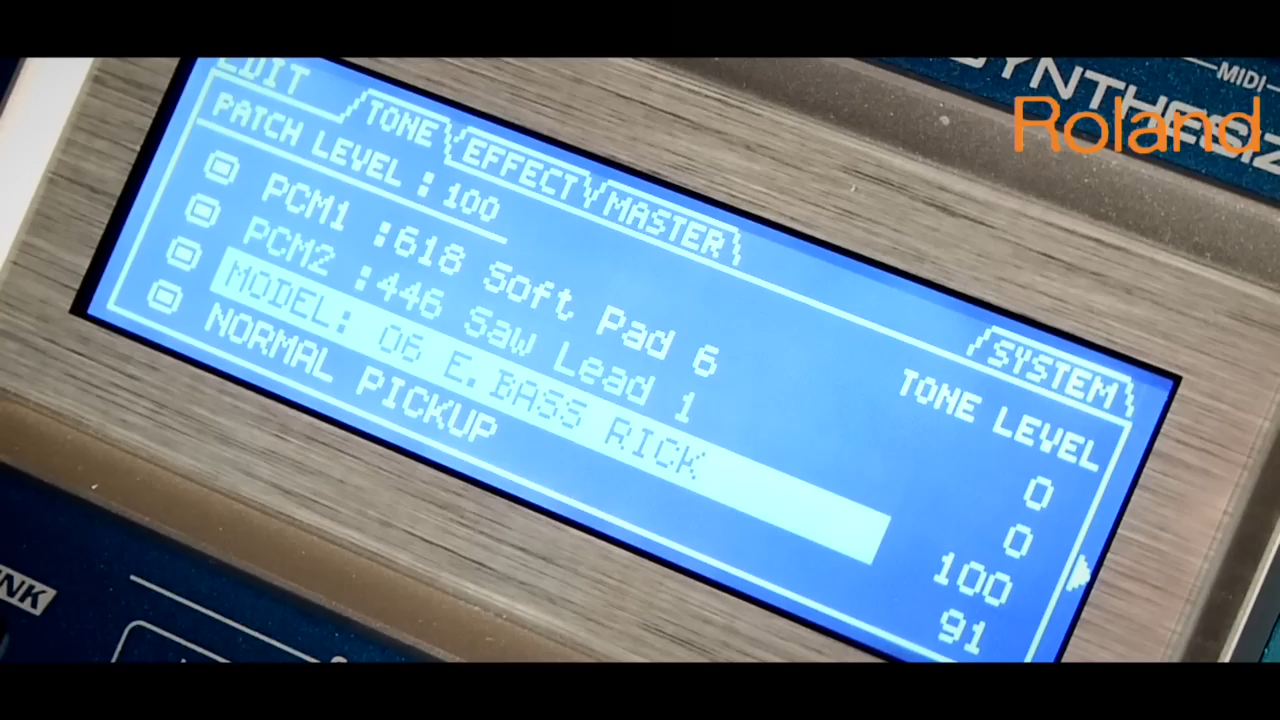 EDIT
TONE EFFECT MASTER SYSTEM
PATCH LEVEL : 100 TONE LEVEL
PCM1 :618 Soft Pad 6 0
PCM2 :446 Saw Lead 1 0
MODEL: 06 E.BASS RICK 100
NORMAL PICKUP 91
MIDI
Roland